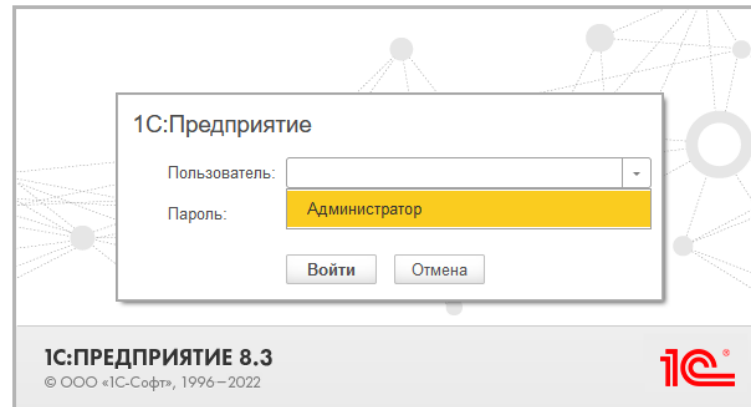 1С:Предприятие
Пользователь:
Администратор
Пароль:
Войти Отмена
1С:ПРЕДПРИЯТИЕ 8.3
© ООО «1С-Софт», 1996–2022
1С®